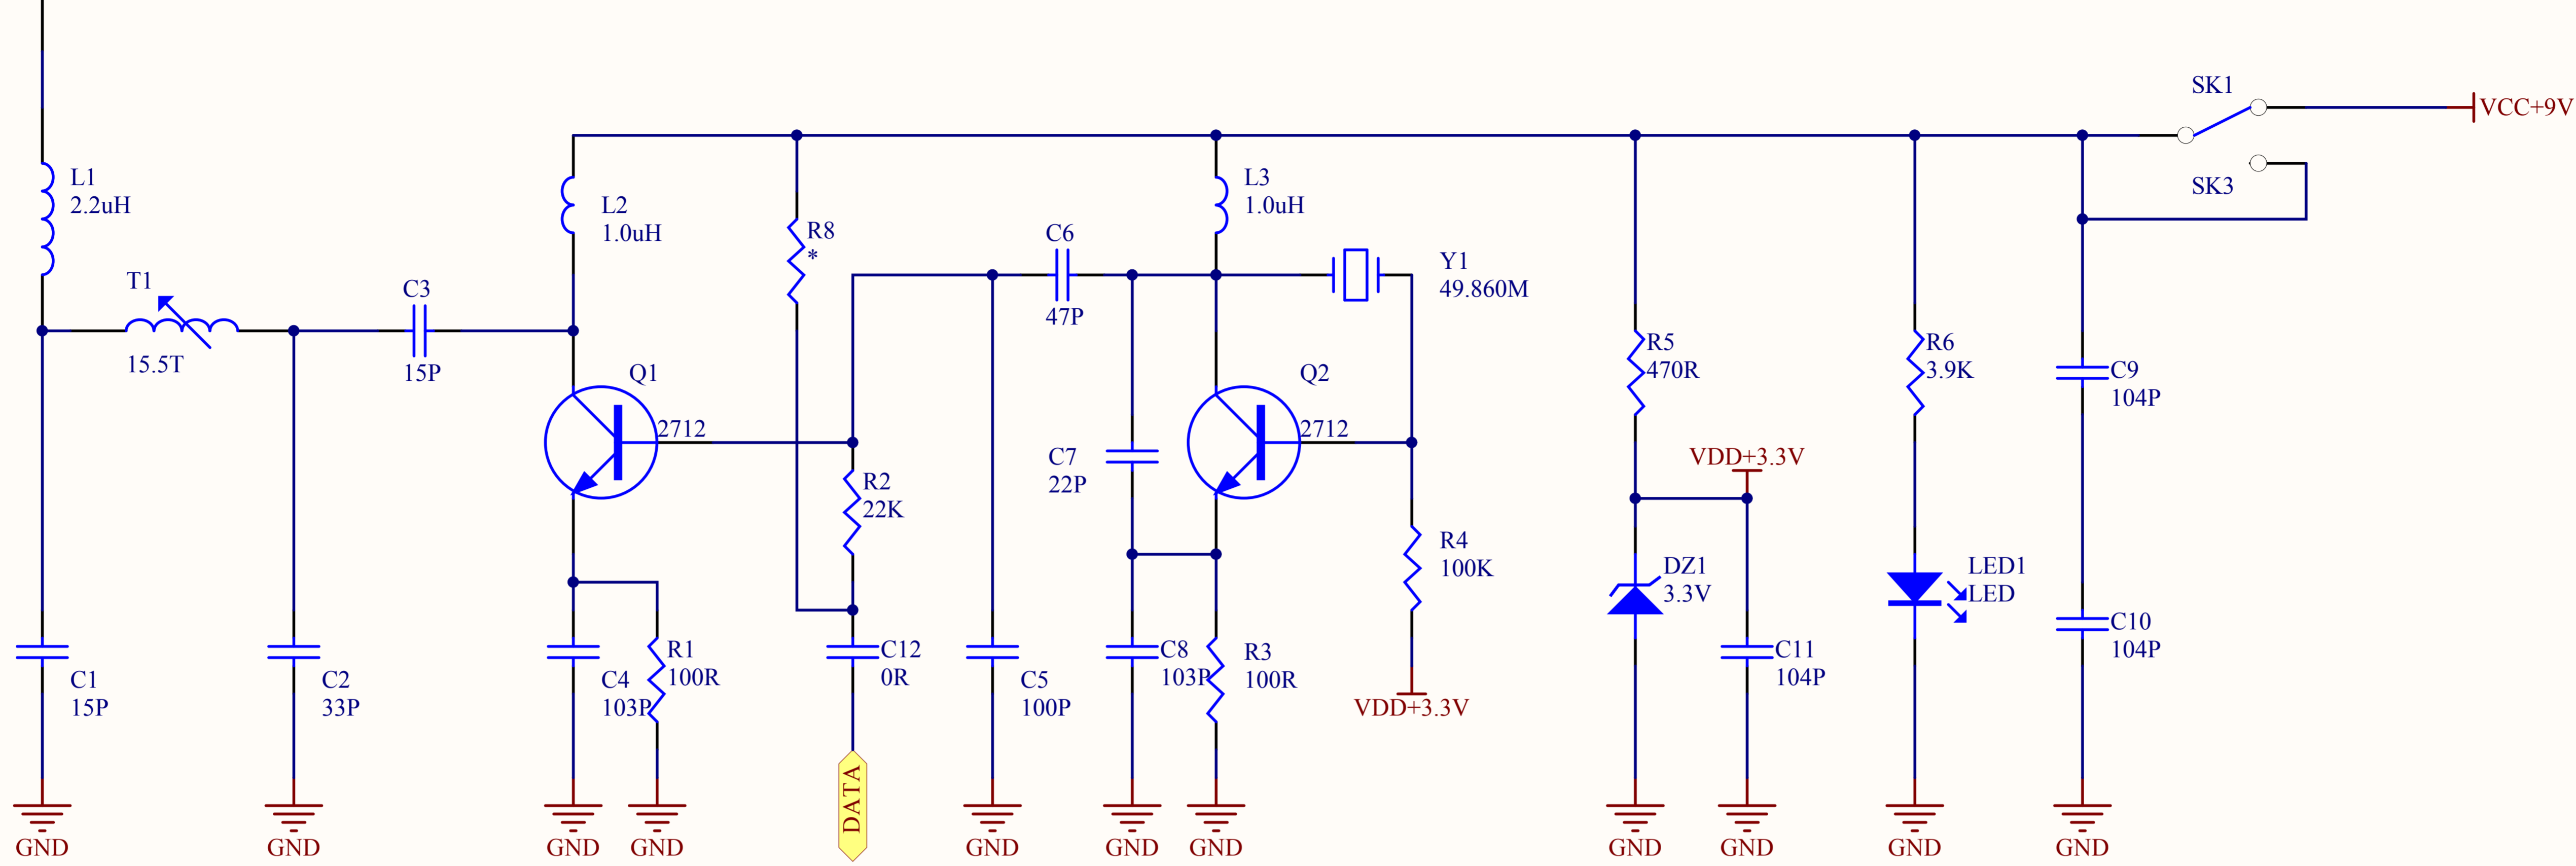 SK1
VCC+9V
SK3
L1
2.2uH
L2
1.0uH
R8
*
L3
1.0uH
C6
47P
Y1
49.860M
T1
15.5T
C3
15P
Q1
2712
Q2
2712
R5
470R
R6
3.9K
C9
104P
C7
22P
VDD+3.3V
R2
22K
R4
100K
DZ1
3.3V
LED1
LED
C1
15P
C2
33P
C4
103P
R1
100R
C12
0R
C5
100P
C8
103P
R3
100R
VDD+3.3V
C11
104P
C10
104P
DATA
GND
GND
GND
GND
GND
GND
GND
GND
GND
GND
GND